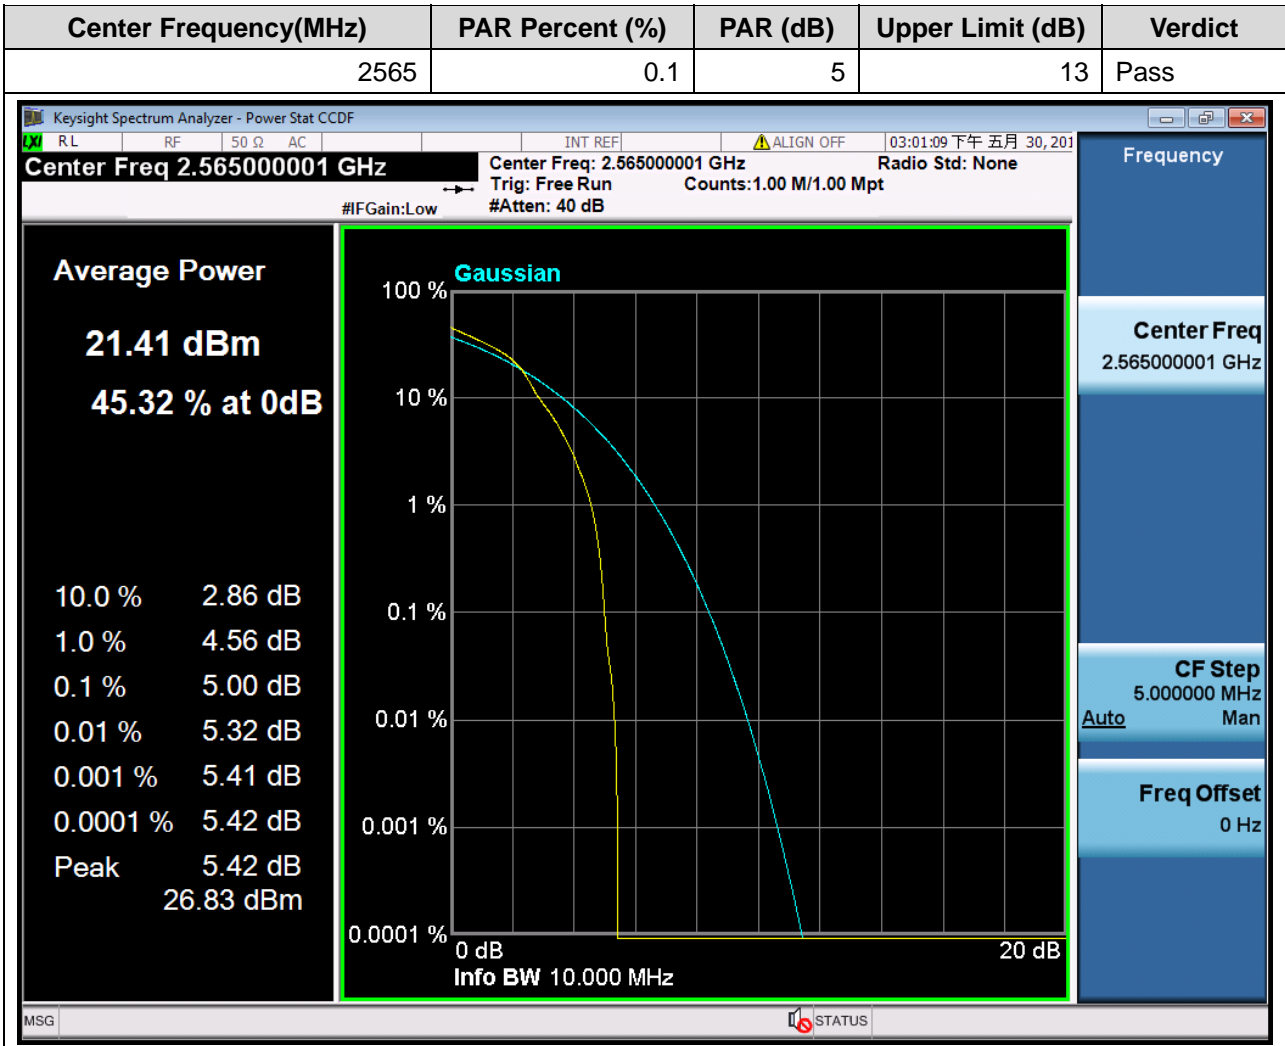 Center Frequency(MHz) PAR Percent (%) PAR (dB) Upper Limit (dB) Verdict
2565 0.1 5 13 Pass
Keysight Spectrum Analyzer - Power Stat CCDF
LXI RL RF 50 Ω AC INT REF ALIGN OFF 03:01:09 下午 五月 30, 201
Center Freq 2.565000001 GHz
Center Freq: 2.565000001 GHz Radio Std: None
Trig: Free Run Counts:1.00 M/1.00 Mpt
#IFGain:Low #Atten: 40 dB
Average Power
21.41 dBm
45.32 % at 0dB
10.0 % 2.86 dB
1.0 % 4.56 dB
0.1 % 5.00 dB
0.01 % 5.32 dB
0.001 % 5.41 dB
0.0001 % 5.42 dB
Peak 5.42 dB
26.83 dBm
Gaussian
100 %
10 %
1 %
0.1 %
0.01 %
0.001 %
0.0001 %
0 dB 20 dB
Info BW 10.000 MHz
Frequency
Center Freq
2.565000001 GHz
CF Step
5.000000 MHz
Auto Man
Freq Offset
0 Hz
MSG STATUS